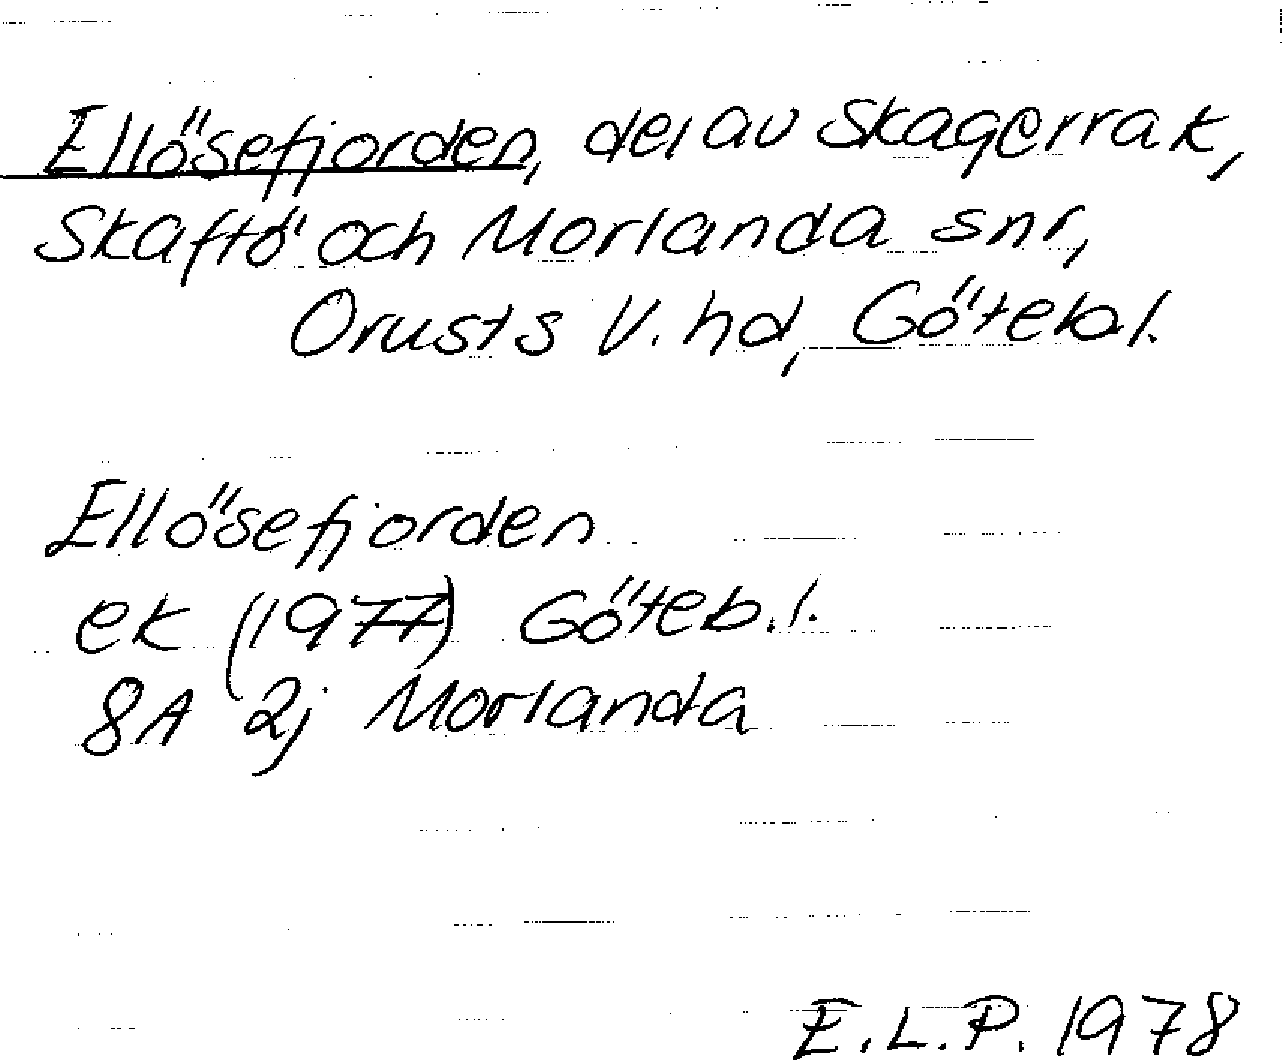 Ellösefjorden, del av Skagerrak,
Skaftö och Morlanda snr,
Orusts V. hd, Göteb.l.
Ellösefjorden
ek (1977) Göteb.l.
8A 2j Morlanda
E.L.P. 1978